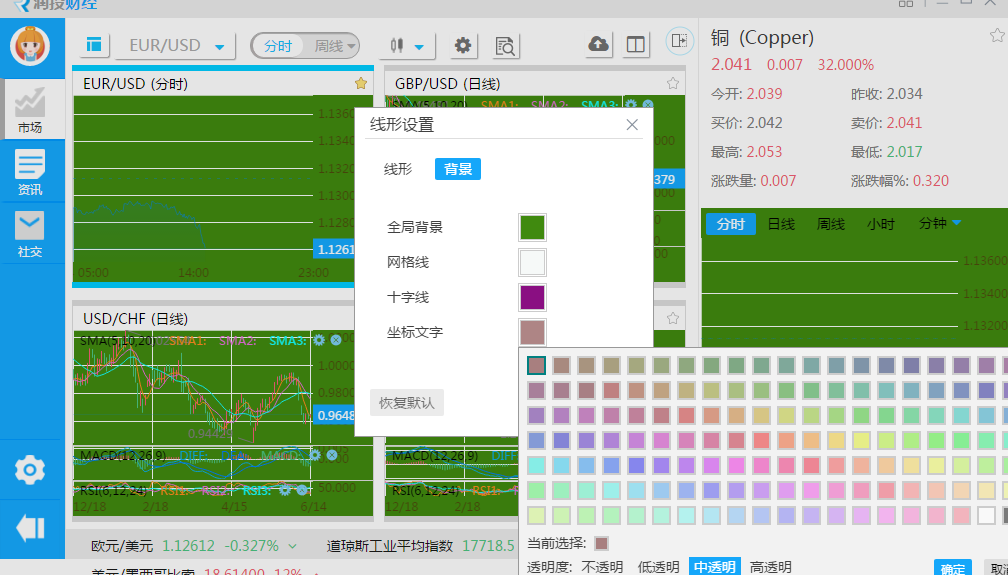 润投财经
市场
资讯
社交
EUR/USD
分时 周线
EUR/USD (分时)
1.1360
1.1320
1.1300
1.1280
1.1261
05:00 14:00 23:00
GBP/USD (日线)
SMA(5,10,20) SMA1: SMA2: SMA3:
379
USD/CHF (日线)
SMA(5,10,20) SMA1: SMA2: SMA3:
1.0000
0.9800
0.9648
0.9442
MACD(12,26,9) DIFF: DEA: MACD:
RSI(6,12,24) RSI1: RSI2: RSI3:
50.000
12/18 2/18 4/15 6/14
MACD(12,26,9) DIFF
RSI(6,12,24) RSI1:
12/18 2/18
线形设置
线形 背景
全局背景
网格线
十字线
坐标文字
恢复默认
铜 (Copper)
2.041 0.007 32.000%
今开: 2.039 昨收: 2.034
买价: 2.042 卖价: 2.041
最高: 2.053 最低: 2.017
涨跌量: 0.007 涨跌幅%: 0.320
分时 日线 周线 小时 分钟
1.13600
1.13400
1.13200
当前选择:
透明度: 不透明 低透明 中透明 高透明
确定 取消
欧元/美元 1.12612 -0.327% 道琼斯工业平均指数 17718.5
美元/墨西哥比索 18.61400 12%